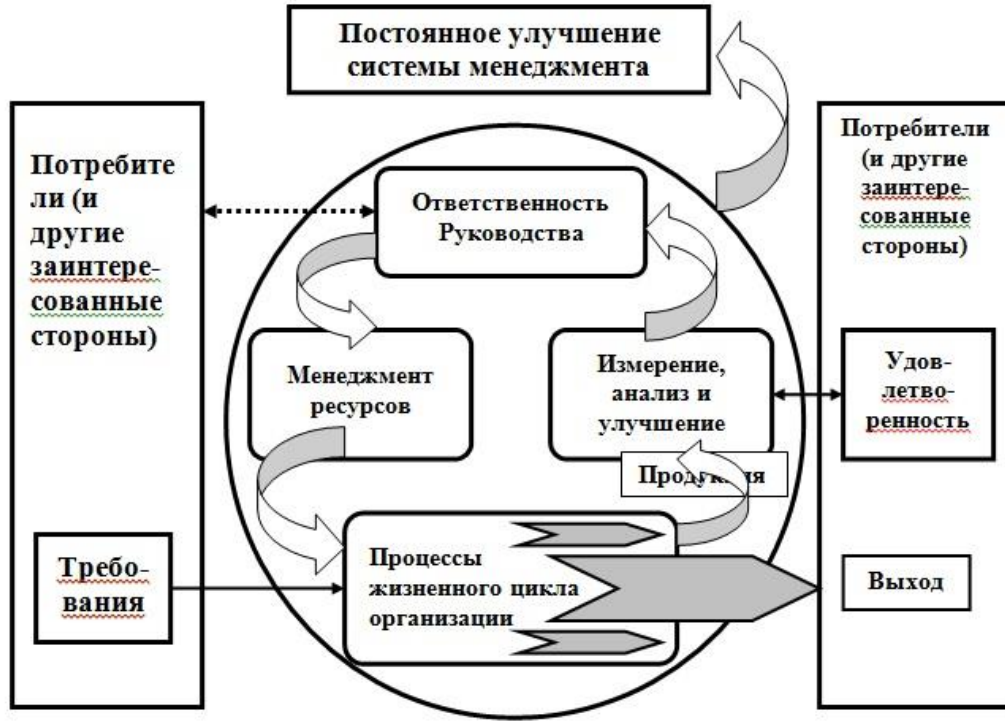 Постоянное улучшение
системы менеджмента
Потребите
ли (и
другие
заинтере-
сованные
стороны)
Потребители
(и другие
заинтере-
сованные
стороны)
Ответственность
Руководства
Менеджмент
ресурсов
Измерение,
анализ и
улучшение
Удов-
летво-
ренность
Продукция
Требо-
вания
Процессы
жизненного цикла
организации
Выход